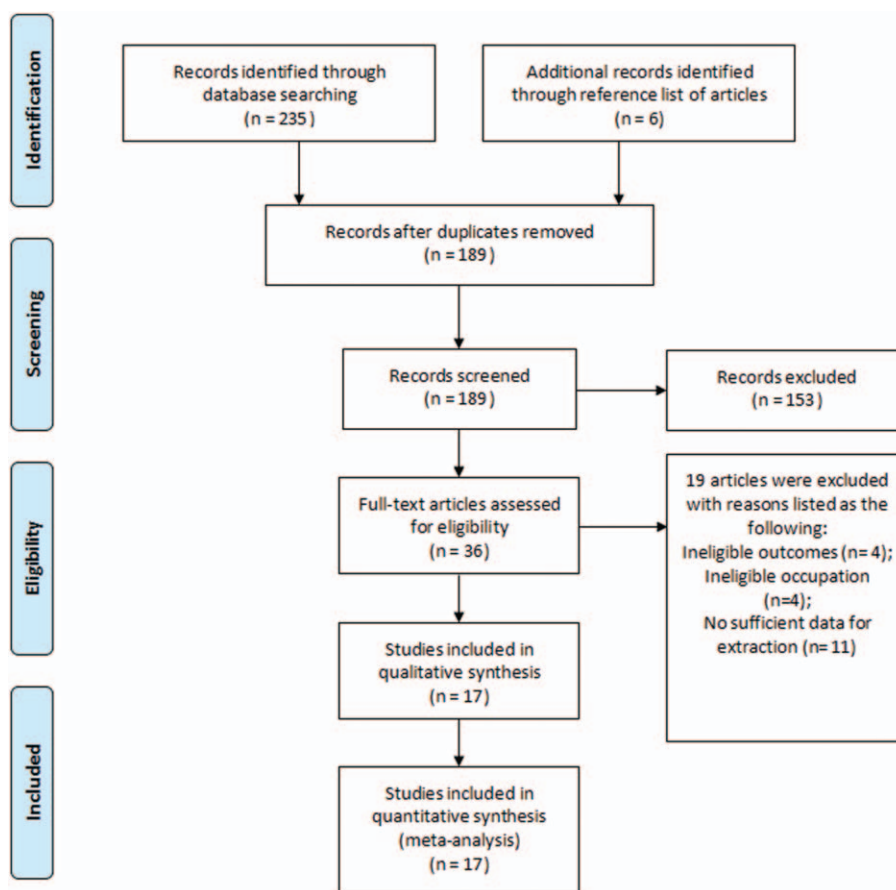 Identification
Records identified through
database searching
(n = 235)
Additional records identified
through reference list of articles
(n = 6)
Records after duplicates removed
(n = 189)
Screening
Records screened
(n = 189)
Records excluded
(n = 153)
Eligibility
Full-text articles assessed
for eligibility
(n = 36)
19 articles were excluded
with reasons listed as the
following:
Ineligible outcomes (n= 4);
Ineligible occupation
(n=4);
No sufficient data for
extraction (n= 11)
Studies included in
qualitative synthesis
(n = 17)
Included
Studies included in
quantitative synthesis
(meta-analysis)
(n = 17)